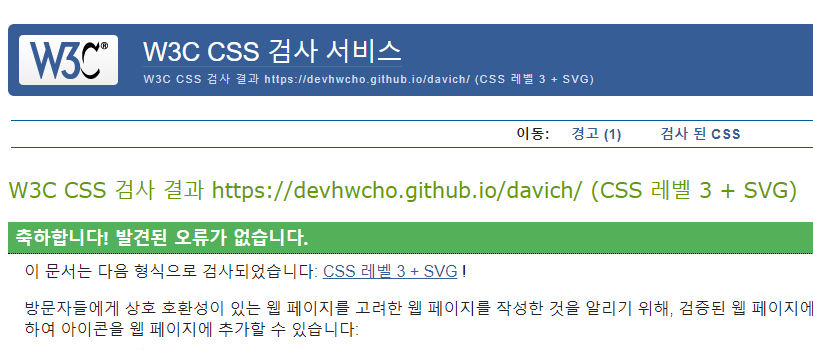 W3C® W3C CSS 검사 서비스
W3C CSS 검사 결과 https://devhwcho.github.io/davich/ (CSS 레벨 3 + SVG)
이동: 경고 (1) 검사 된 CSS
W3C CSS 검사 결과 https://devhwcho.github.io/davich/ (CSS 레벨 3 + SVG)
축하합니다! 발견된 오류가 없습니다.
이 문서는 다음 형식으로 검사되었습니다: CSS 레벨 3 + SVG !
방문자들에게 상호 호환성이 있는 웹 페이지를 고려한 웹 페이지를 작성한 것을 알리기 위해, 검증된 웹 페이지에
하여 아이콘을 웹 페이지에 추가할 수 있습니다: